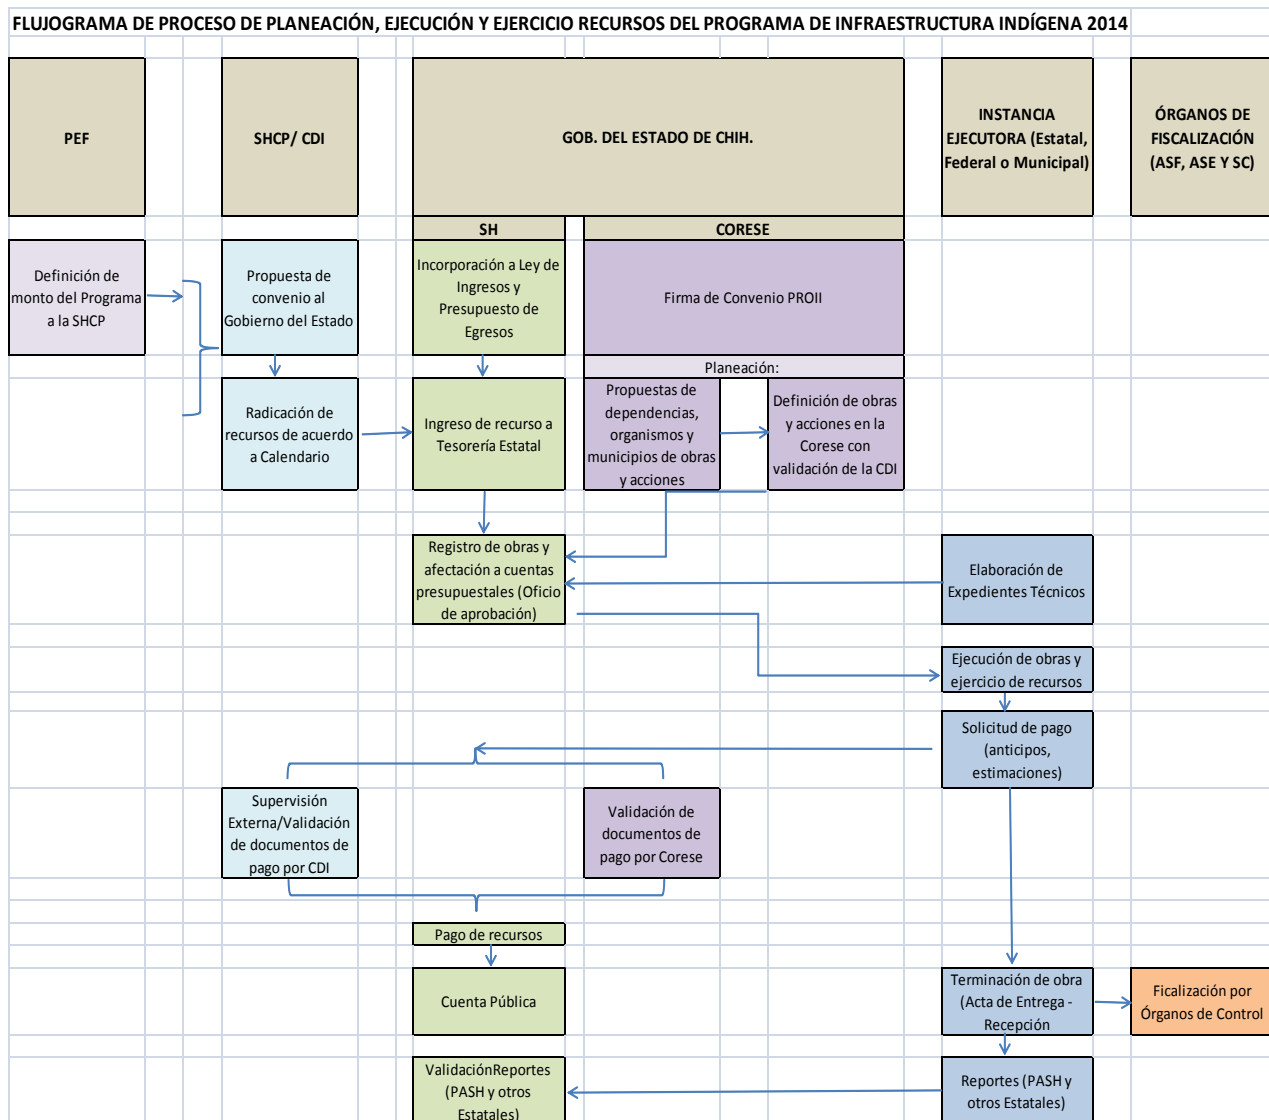 FLUJOGRAMA DE PROCESO DE PLANEACIÓN, EJECUCIÓN Y EJERCICIO RECURSOS DEL PROGRAMA DE INFRAESTRUCTURA INDÍGENA 2014
PEF
SHCP/ CDI
GOB. DEL ESTADO DE CHIH.
INSTANCIA
EJECUTORA (Estatal,
Federal o Municipal)
ÓRGANOS DE
FISCALIZACIÓN
(ASF, ASE Y SC)
SH
CORESE
Definición de
monto del Programa
a la SHCP
Propuesta de
convenio al
Gobierno del Estado
Incorporación a Ley de
Ingresos y
Presupuesto de
Egresos
Firma de Convenio PROII
Planeación:
Radicación de
recursos de acuerdo
a Calendario
Ingreso de recurso a
Tesorería Estatal
Propuestas de
dependencias,
organismos y
municipios de obras
y acciones
Definición de obras
y acciones en la
Corese con
validación de la CDI
Registro de obras y
afectación a cuentas
presupuestales (Oficio
de aprobación)
Elaboración de
Expedientes Técnicos
Ejecución de obras y
ejercicio de recursos
Solicitud de pago
(anticipos,
estimaciones)
Supervisión
Externa/Validación
de documentos de
pago por CDI
Validación de
documentos de
pago por Corese
Pago de recursos
Cuenta Pública
Terminación de obra
(Acta de Entrega -
Recepción
Ficalización por
Órganos de Control
ValidaciónReportes
(PASH y otros
Estatales)
Reportes (PASH y
otros Estatales)